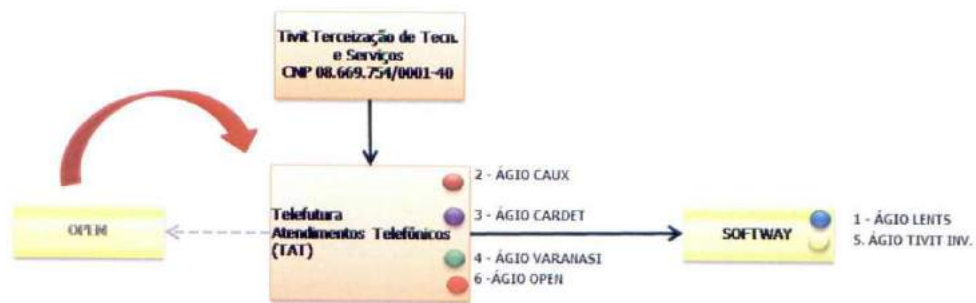 Tivit Terceização de Tecn.
e Serviços
CNP 08.669.754/0001-40
2 - ÁGIO CAUX
Telefutura
Atendimentos Telefônicos
(TAT)
3 - ÁGIO CARDET
4 - ÁGIO VARANASI
6 -ÁGIO OPEN
OPEN
SOFTWAY
1 - ÁGIO LENTS
5. ÁGIO TIVIT INV.